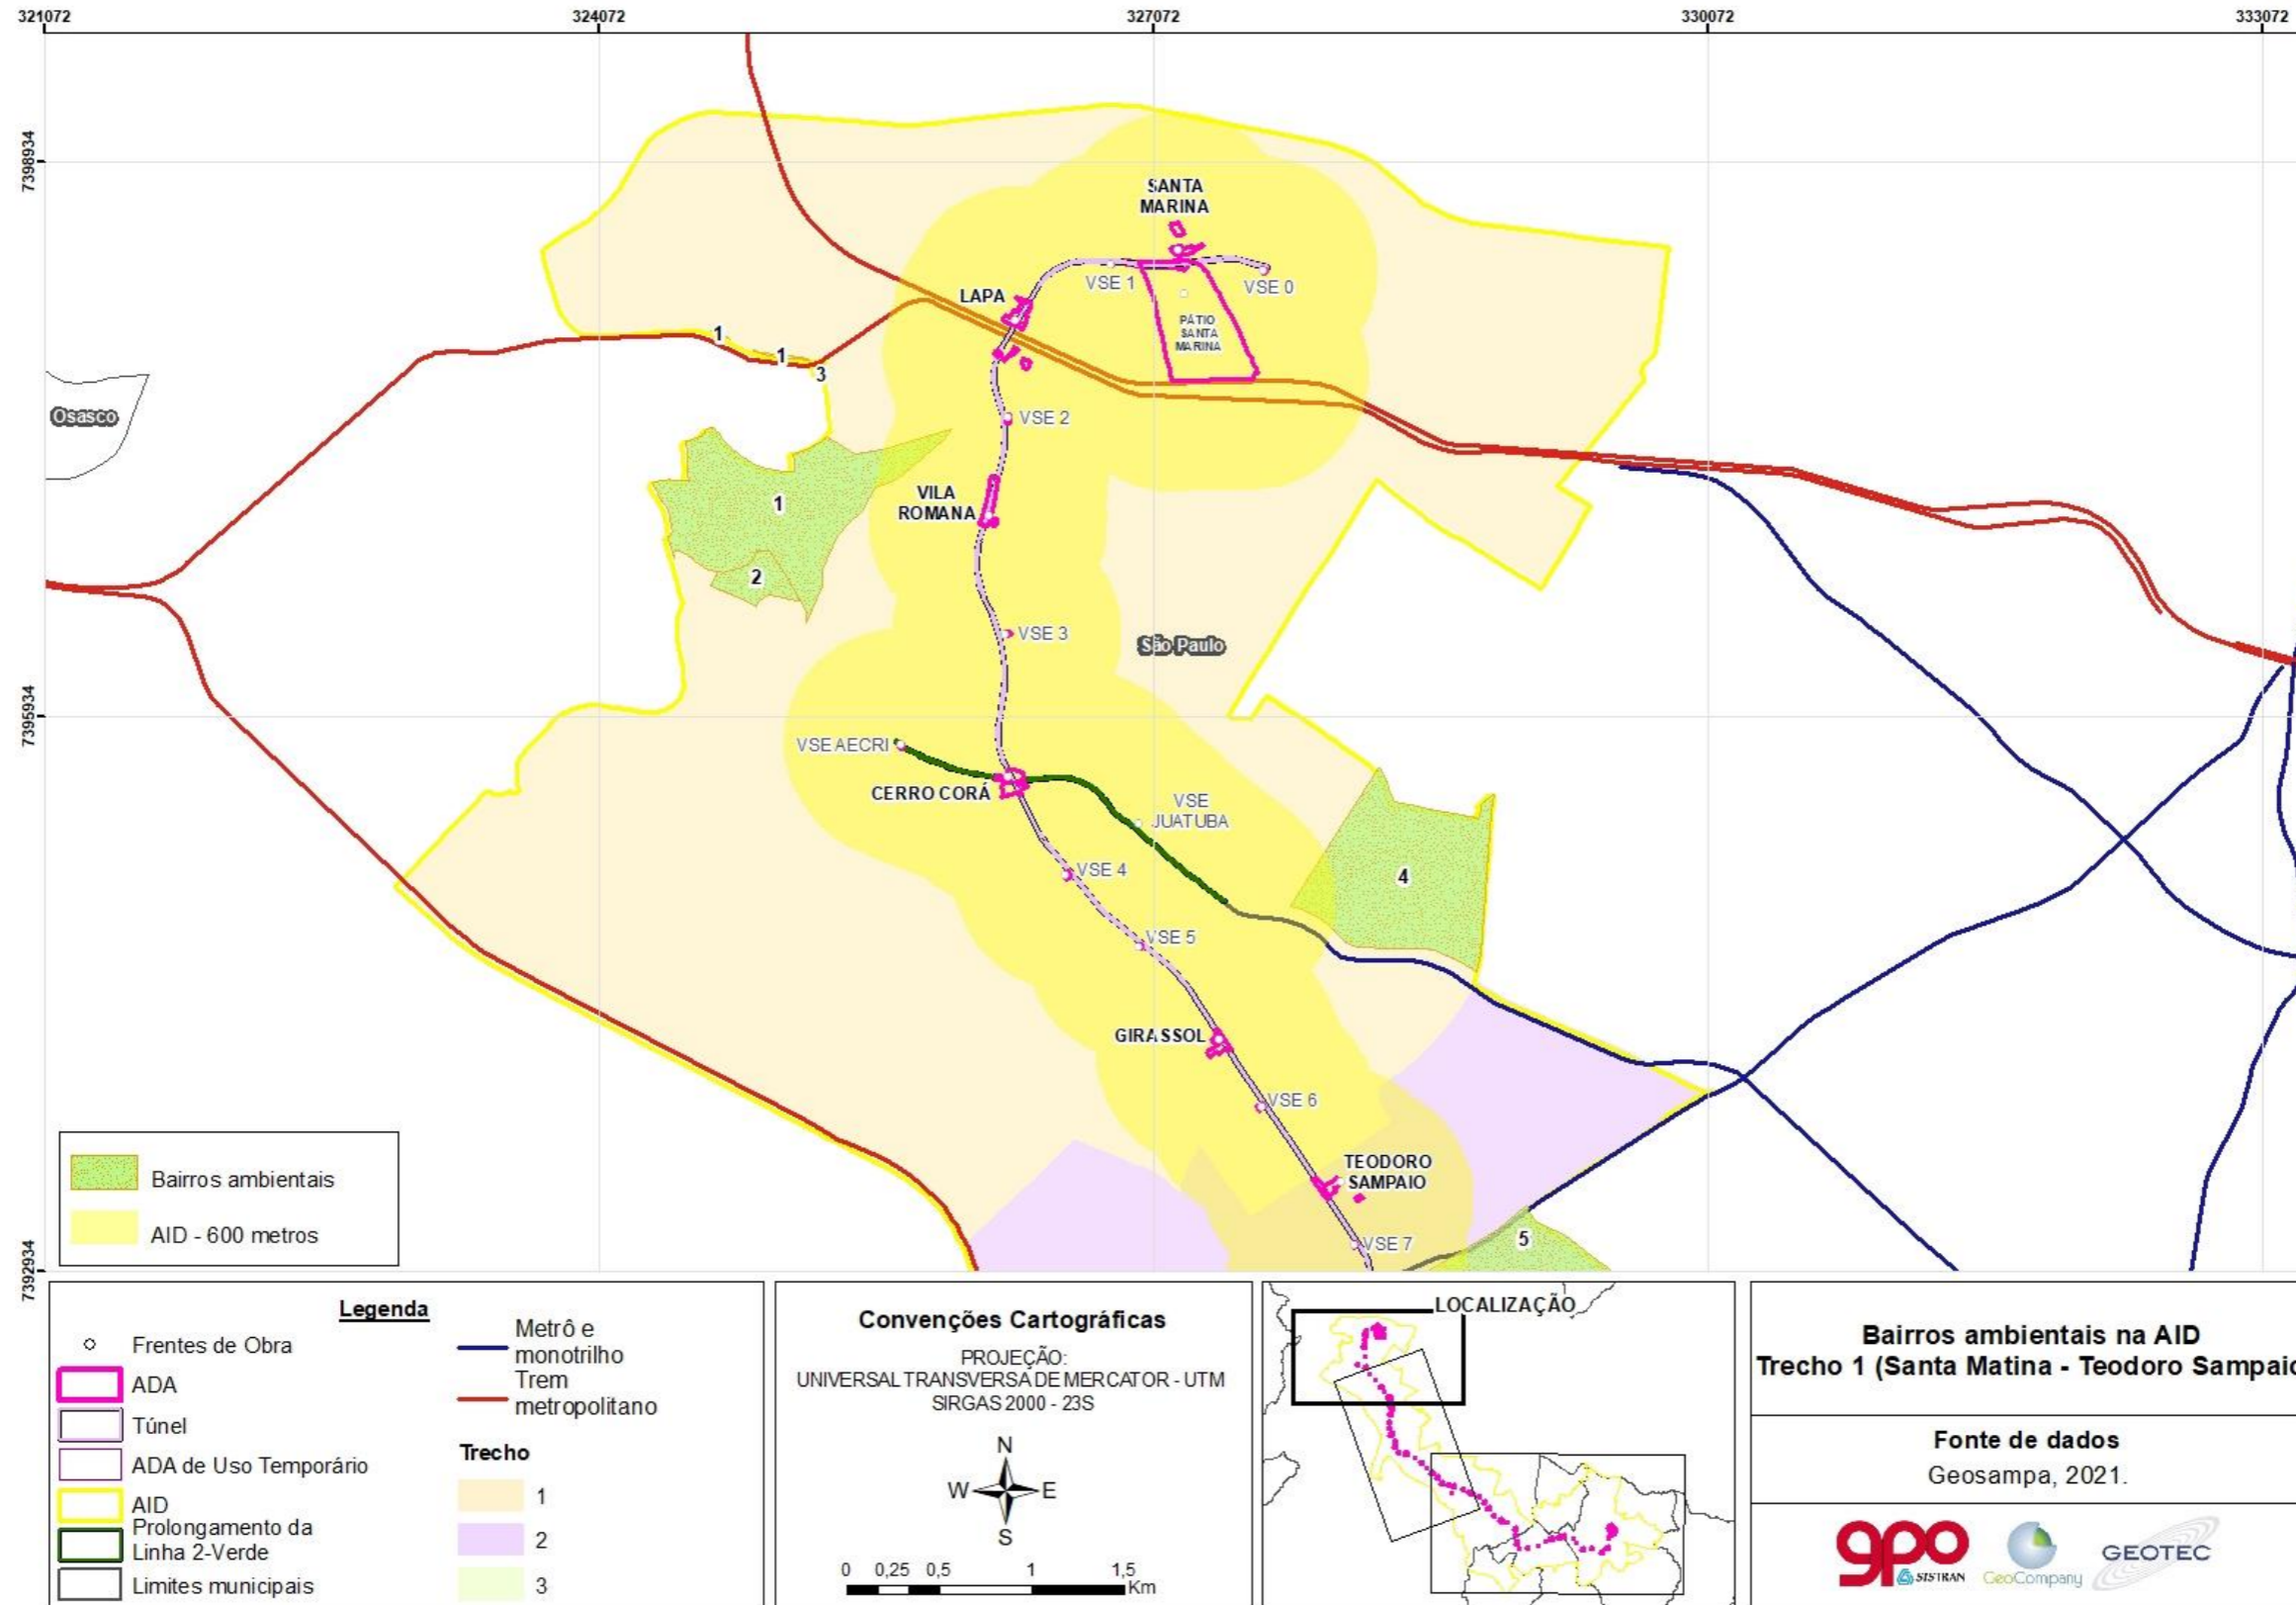 321072
324072
327072
330072
333072
7398934
7395934
7392934
SANTA
MARINA
VSE 1
VSE 0
LAPA
PÁTIO
SANTA
MARINA
1
1
3
Osasco
VSE 2
VILA
ROMANA
1
2
VSE 3
São Paulo
VSE AECRI
CERRO CORÁ
VSE
JUATUBA
VSE 4
4
VSE 5
GIRASSOL
VSE 6
TEODORO
SAMPAIO
VSE 7
5
Bairros ambientais
AID - 600 metros
Legenda
Frentes de Obra
ADA
Túnel
ADA de Uso Temporário
AID
Prolongamento da
Linha 2-Verde
Limites municipais
Metrô e
monotrilho
Trem
metropolitano
Trecho
1
2
3
Convenções Cartográficas
PROJEÇÃO:
UNIVERSAL TRANSVERSA DE MERCATOR - UTM
SIRGAS 2000 - 23S
N
W E
S
0 0,25 0,5 1 1,5
Km
LOCALIZAÇÃO
Bairros ambientais na AID
Trecho 1 (Santa Matina - Teodoro Sampaio
Fonte de dados
Geosampa, 2021.
gpo
SISTRAN
GeoCompany
GEOTEC